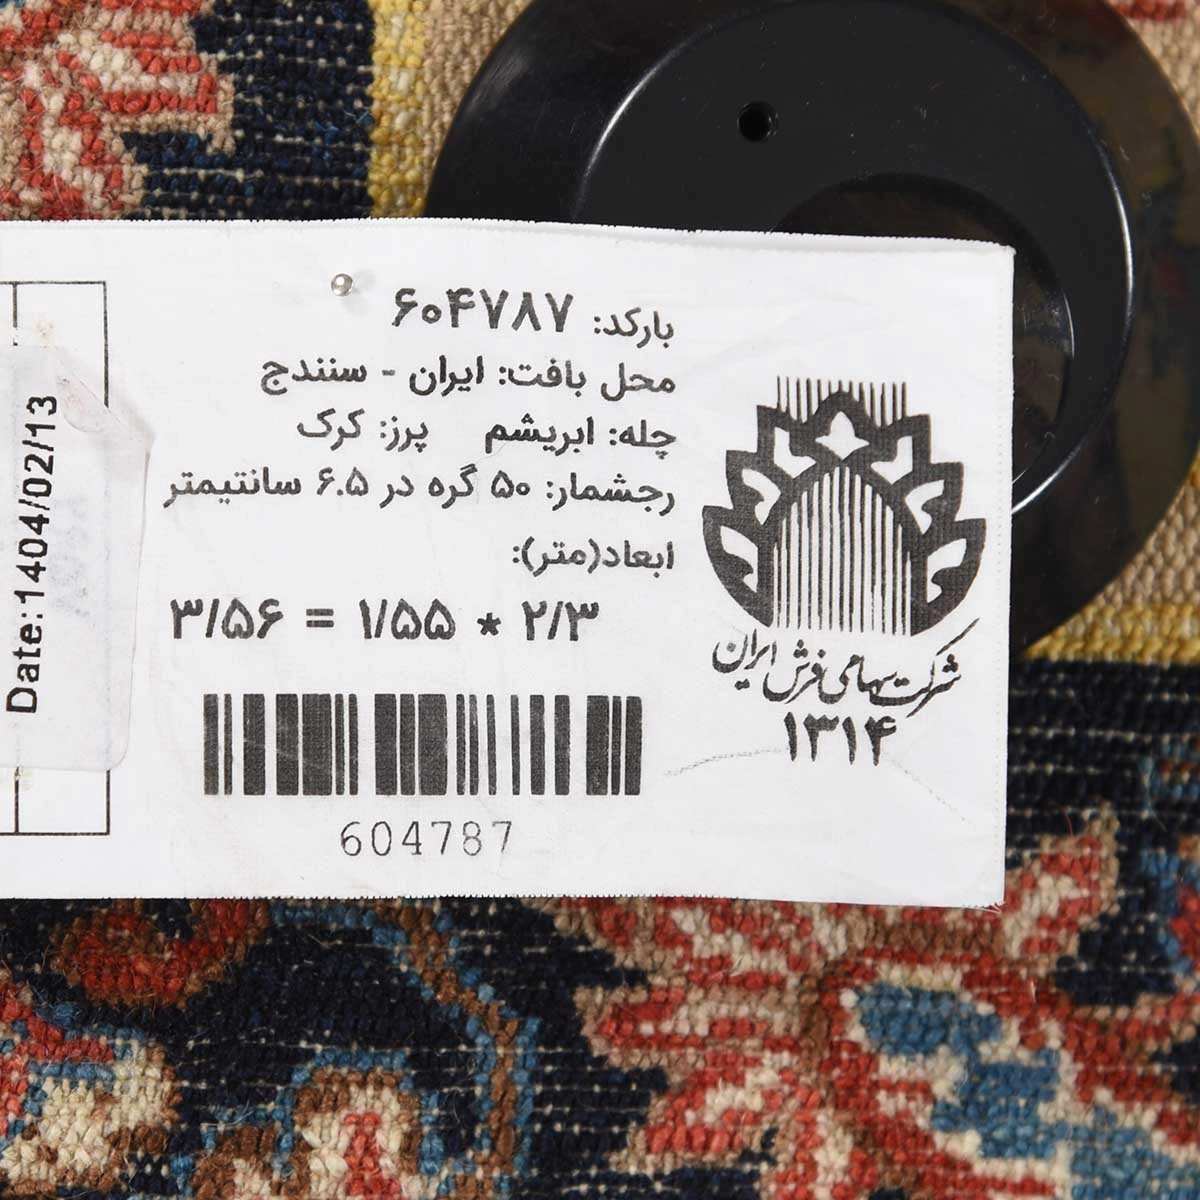 بارکد: ۶۰۴۷۸۷
محل بافت: ایران - سنندج
چله: ابریشم پرز: کرک
رجشمار: ۵۰ گره در ۶.۵ سانتیمتر
ابعاد(متر):
۲/۳ * ۱/۵۵ = ۳/۵۶
604787
شرکت سهامی فرش ایران
۱۳۱۴
Date:1404/02/13